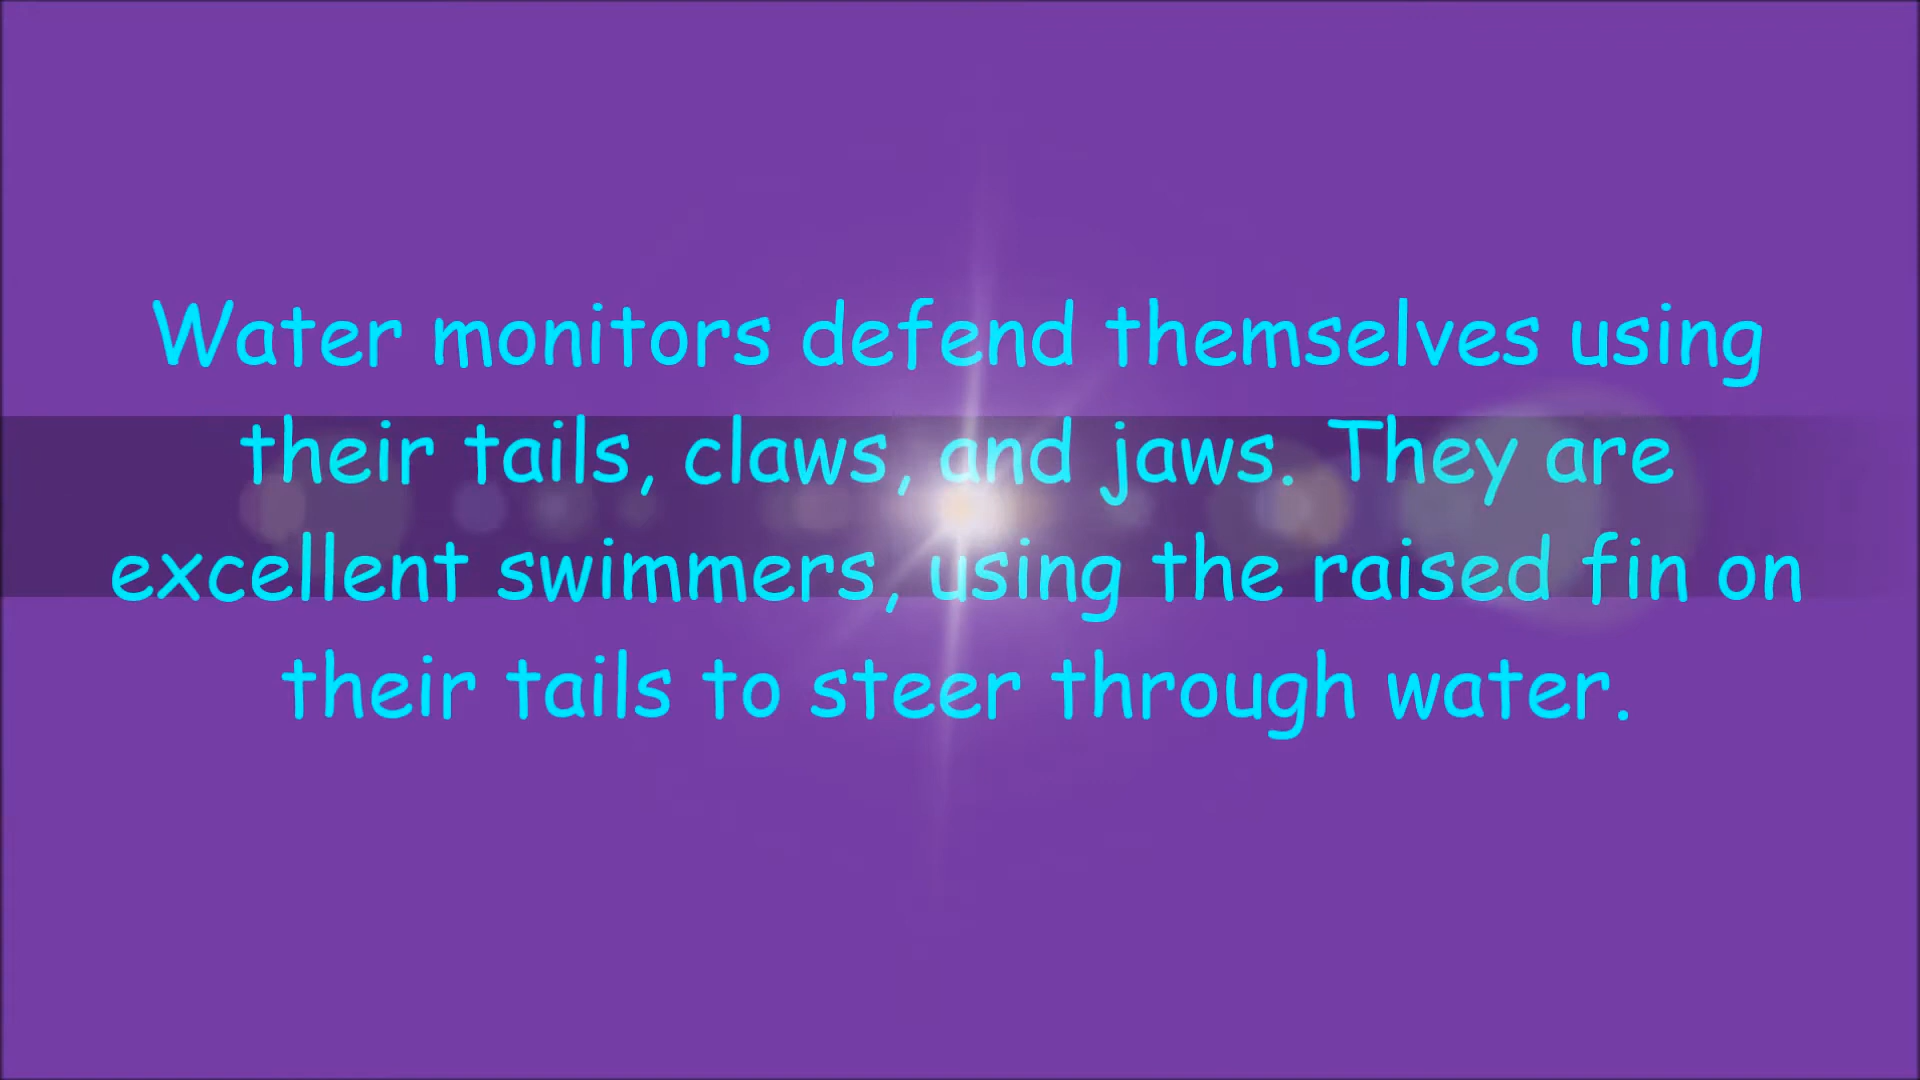 Water monitors defend themselves using
their tails, claws, and jaws. They are
excellent swimmers, using the raised fin on
their tails to steer through water.